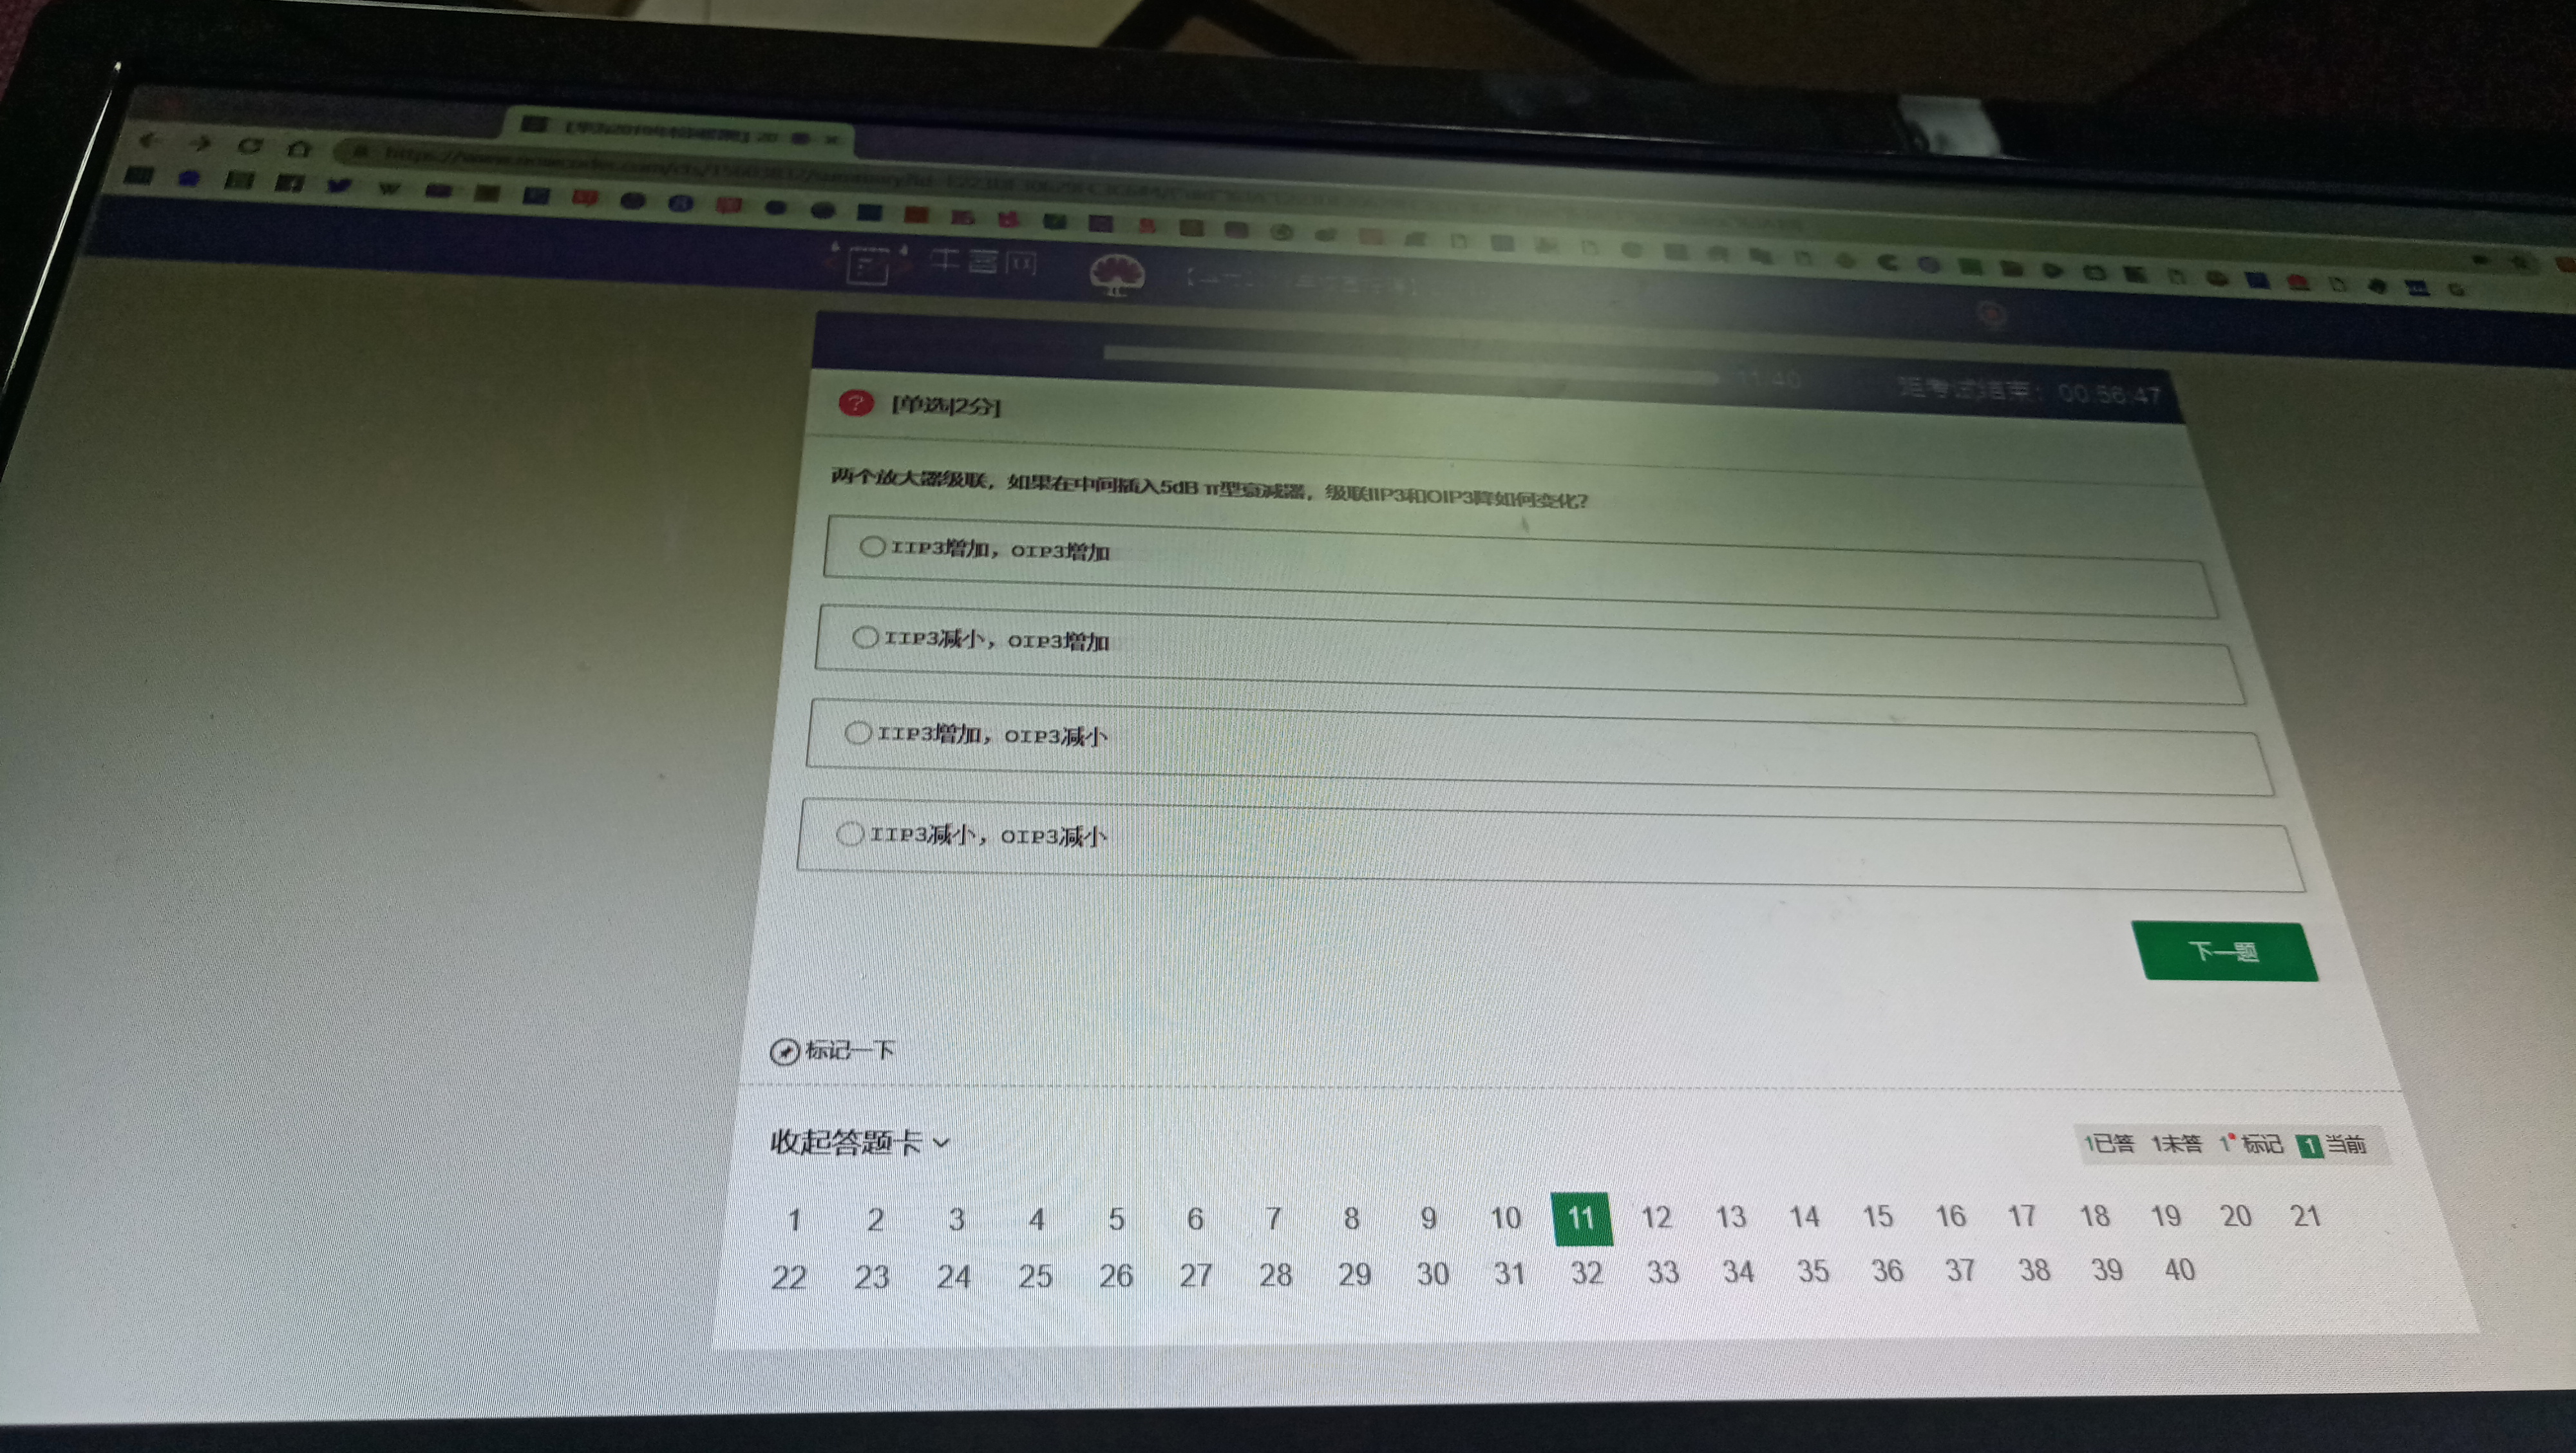 牛客网
11/40
距考试结束：00:56:47
[单选|2分]
两个放大器级联，如果在中间插入5dB π型衰减器，级联IIP3和OIP3将如何变化？
IIP3增加，OIP3增加
IIP3减小，OIP3增加
IIP3增加，OIP3减小
IIP3减小，OIP3减小
下一题
标记一下
收起答题卡
1已答 1未答 1标记 1当前
1 2 3 4 5 6 7 8 9 10 11 12 13 14 15 16 17 18 19 20 21
22 23 24 25 26 27 28 29 30 31 32 33 34 35 36 37 38 39 40